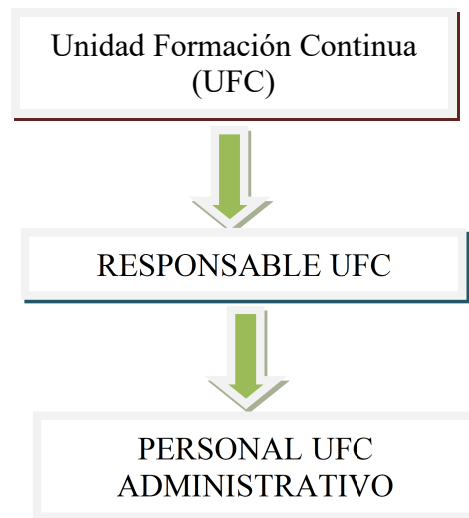 Unidad Formación Continua
(UFC)
RESPONSABLE UFC
PERSONAL UFC
ADMINISTRATIVO